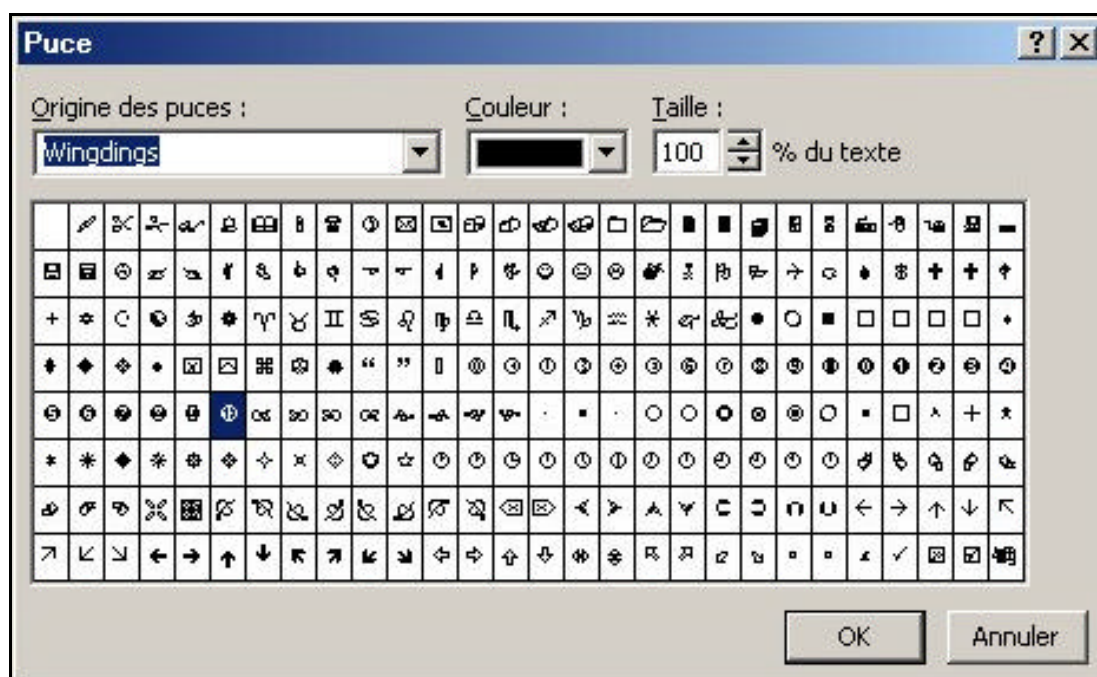 Puce
Origine des puces : Couleur : Taille :
Wingdings 100 % du texte
OK Annuler